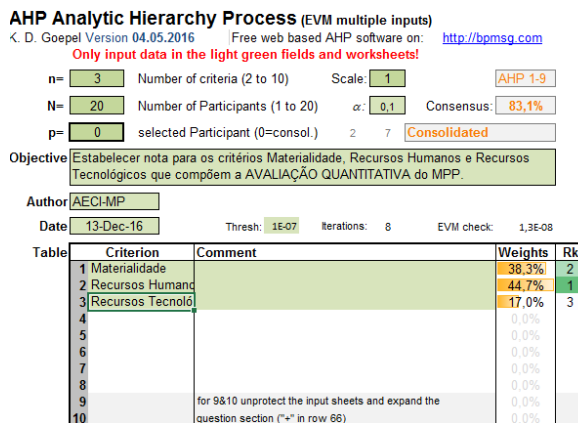 AHP Analytic Hierarchy Process (EVM multiple inputs)
K. D. Goepel Version 04.05.2016 Free web based AHP software on: http://bpmsg.com
Only input data in the light green fields and worksheets!
n= 3 Number of criteria (2 to 10) Scale: 1 AHP 1-9
N= 20 Number of Participants (1 to 20) α: 0,1 Consensus: 83,1%
p= 0 selected Participant (0=consol.) 2 7 Consolidated
Objective Estabelecer nota para os critérios Materialidade, Recursos Humanos e Recursos
Tecnológicos que compõem a AVALIAÇÃO QUANTITATIVA do MPP.
Author AECI-MP
Date 13-Dec-16 Thresh: 1E-07 Iterations: 8 EVM check: 1,3E-08
Table Criterion Comment Weights Rk
1 Materialidade 38,3% 2
2 Recursos Humano 44,7% 1
3 Recursos Tecnoló 17,0% 3
4 0,0%
5 0,0%
6 0,0%
7 0,0%
8 0,0%
9 for 9&10 unprotect the input sheets and expand the 0,0%
10 question section ("+" in row 66) 0,0%